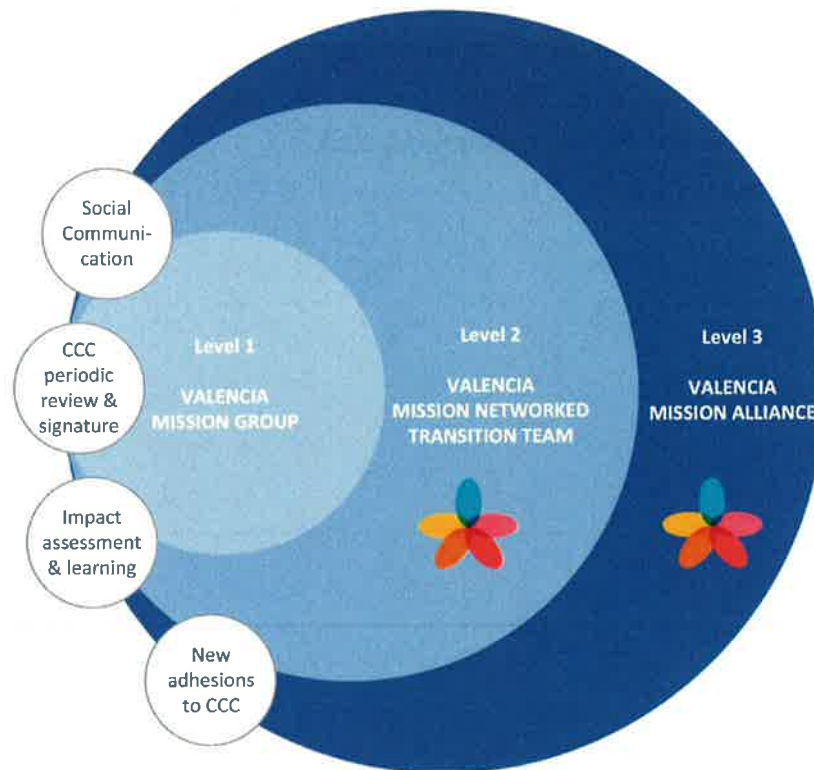 Social
Communi-
cation
CCC
periodic
review &
signature
Impact
assessment
& learning
New
adhesions
to CCC
Level 1
VALENCIA
MISSION GROUP
Level 2
VALENCIA
MISSION NETWORKED
TRANSITION TEAM
Level 3
VALENCIA
MISSION ALLIANCE